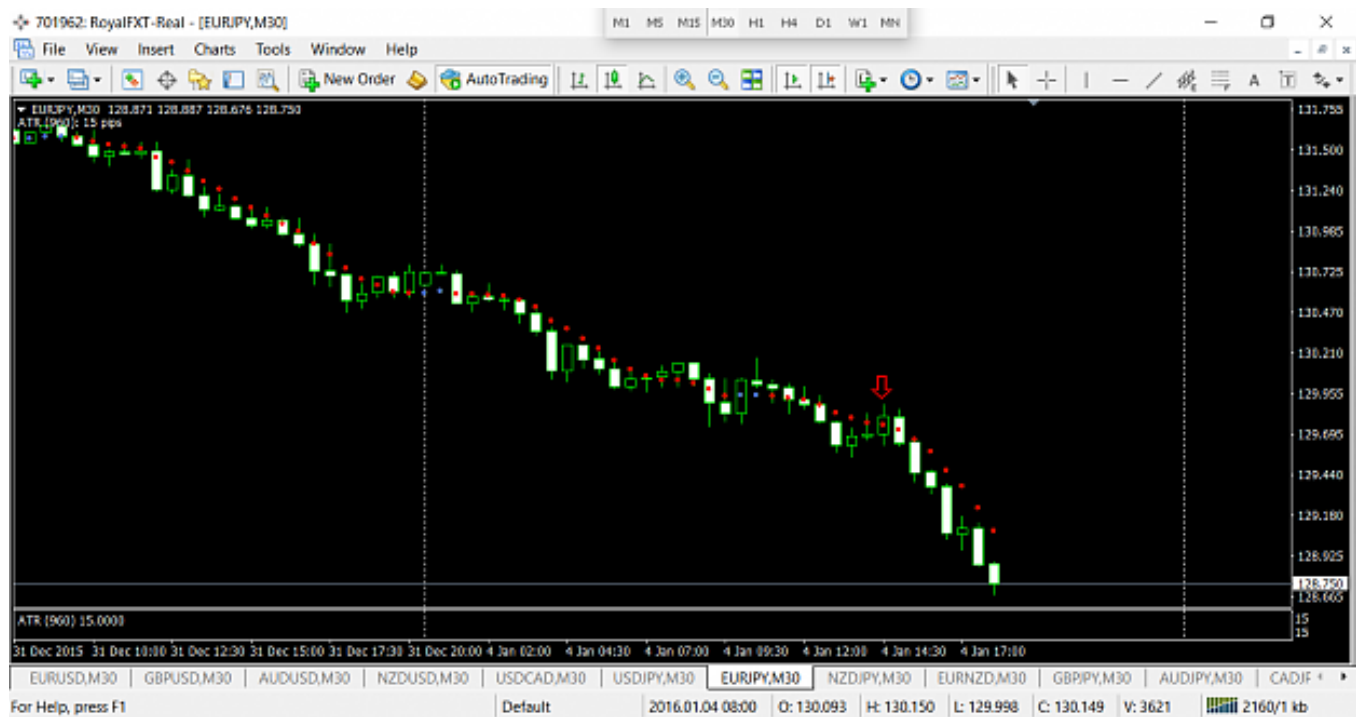 701962: RoyalFXT-Real - [EURJPY,M30]
M1 M5 M15 M30 H1 H4 D1 W1 MN
File View Insert Charts Tools Window Help
New Order AutoTrading
EURJPY,M30 128.871 128.887 128.676 128.750
ATR (960): 15 pips
131.755
131.500
131.240
130.985
130.725
130.470
130.210
129.955
129.695
129.440
129.180
128.925
128.750
128.665
ATR (960) 15.0000
15
15
31 Dec 2015 31 Dec 10:00 31 Dec 12:30 31 Dec 15:00 31 Dec 17:30 31 Dec 20:00 4 Jan 02:00 4 Jan 04:30 4 Jan 07:00 4 Jan 09:30 4 Jan 12:00 4 Jan 14:30 4 Jan 17:00
EURUSD,M30 GBPUSD,M30 AUDUSD,M30 NZDUSD,M30 USDCAD,M30 USDJPY,M30 EURJPY,M30 NZDJPY,M30 EURNZD,M30 GBPJPY,M30 AUDJPY,M30 CADJF
For Help, press F1 Default 2016.01.04 08:00 O: 130.093 H: 130.150 L: 129.998 C: 130.149 V: 3621 2160/1 kb